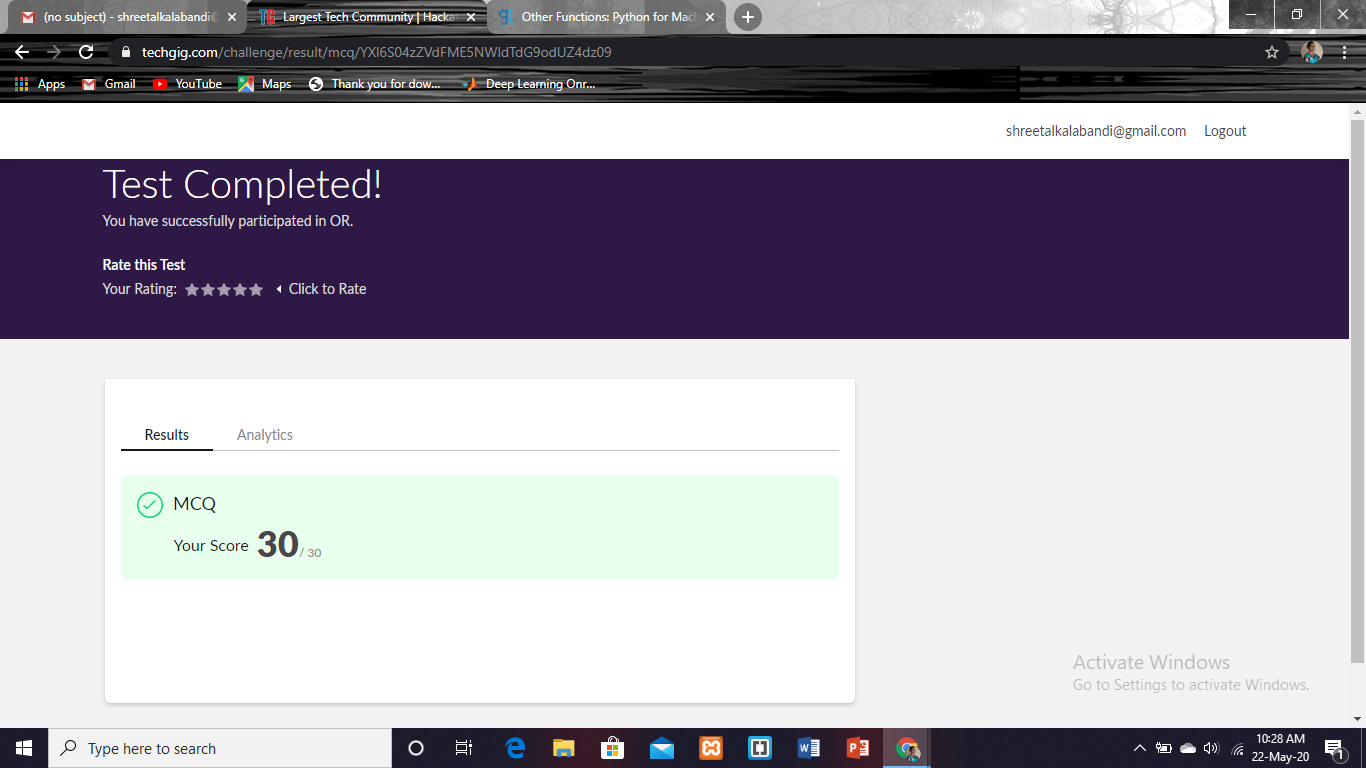 (no subject) - shreetalkalabandi@
Largest Tech Community | Hacka
Other Functions: Python for Mach
techgig.com/challenge/result/mcq/
Apps
Gmail
YouTube
Maps
Thank you for dow...
Deep Learning Onr...
shreetalkalabandi@gmail.com Logout
Test Completed!
You have successfully participated in OR.
Rate this Test
Your Rating: Click to Rate
Results Analytics
MCQ
Your Score 30 / 30
Activate Windows
Go to Settings to activate Windows.
Type here to search
10:28 AM
22-May-20
1